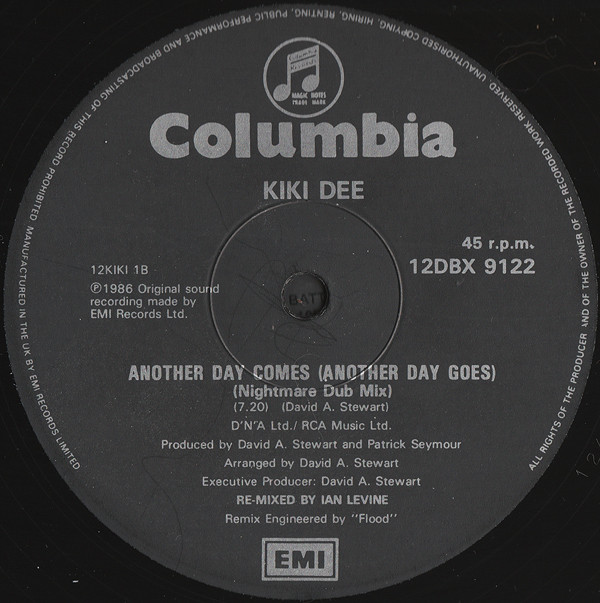 Columbia
Records
MAGIC NOTES
TRADE MARK
Columbia
KIKI DEE
45 r.p.m.
12DBX 9122
12KIKI 1B
℗1986 Original sound
recording made by
EMI Records Ltd.
ANOTHER DAY COMES (ANOTHER DAY GOES)
(Nightmare Dub Mix)
(7.20) (David A. Stewart)
D'N'A Ltd./ RCA Music Ltd.
Produced by David A. Stewart and Patrick Seymour
Arranged by David A. Stewart
Executive Producer: David A. Stewart
RE-MIXED BY IAN LEVINE
Remix Engineered by "Flood"
EMI
ALL RIGHTS OF THE PRODUCER AND OF THE OWNER OF THE RECORDED WORK RESERVED UNAUTHORISED COPYING, HIRING, RENTING, PUBLIC PERFORMANCE AND BROADCASTING OF THIS RECORD PROHIBITED MANUFACTURED IN THE UK BY EMI RECORDS LIMITED